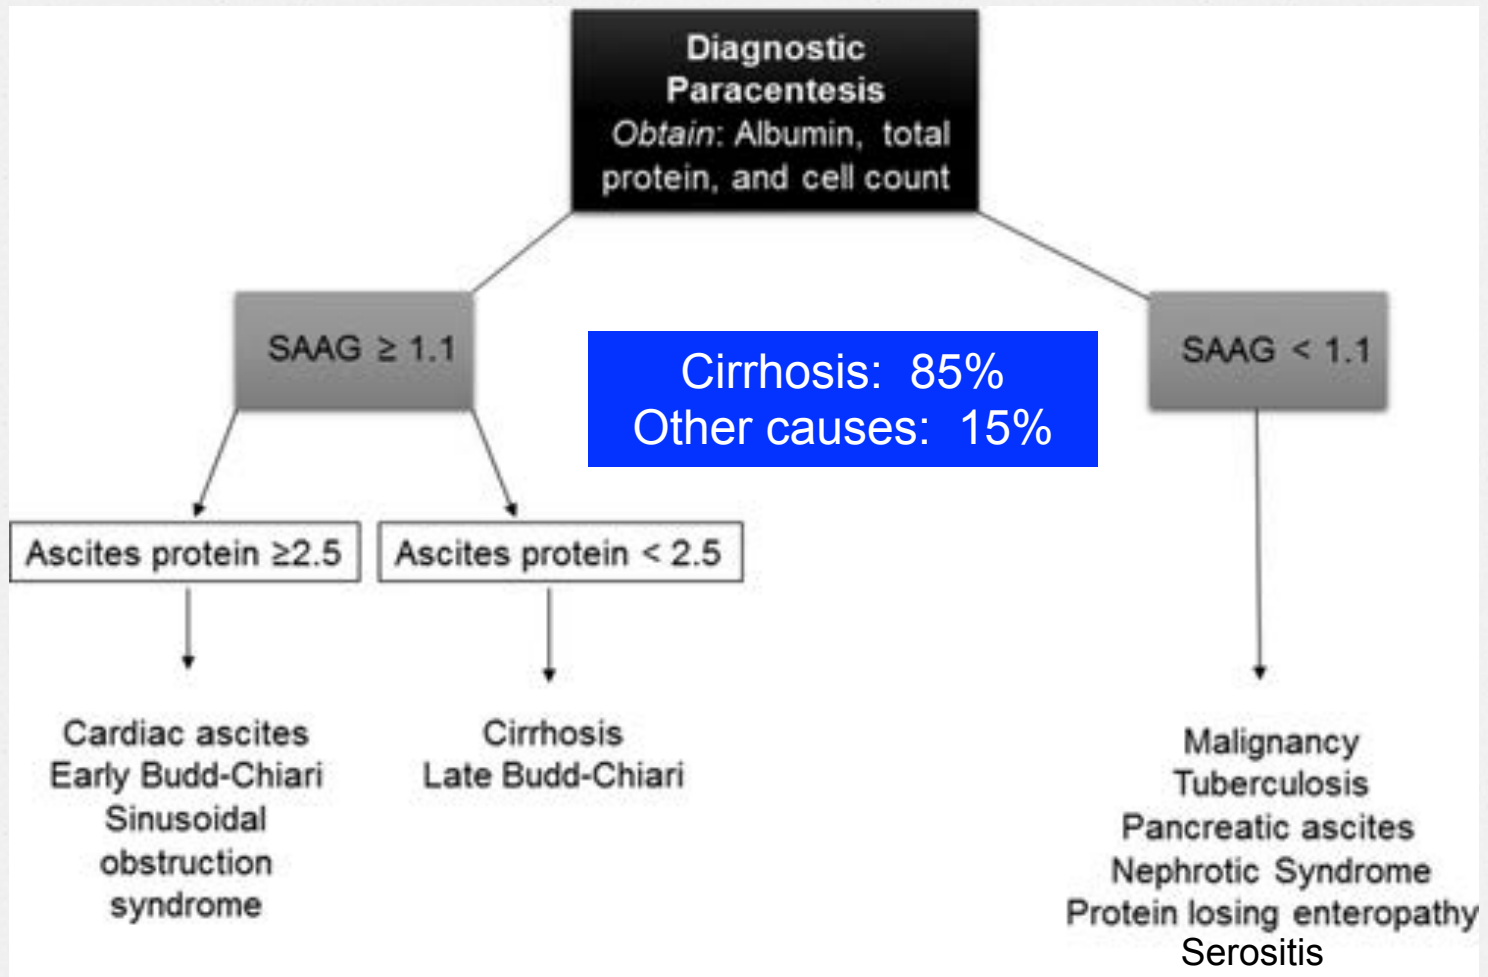 Diagnostic
Paracentesis
Obtain: Albumin, total
protein, and cell count
SAAG ≥ 1.1
Cirrhosis: 85%
Other causes: 15%
SAAG < 1.1
Ascites protein ≥2.5
Ascites protein < 2.5
Cardiac ascites
Early Budd-Chiari
Sinusoidal
obstruction
syndrome
Cirrhosis
Late Budd-Chiari
Malignancy
Tuberculosis
Pancreatic ascites
Nephrotic Syndrome
Protein losing enteropathy
Serositis